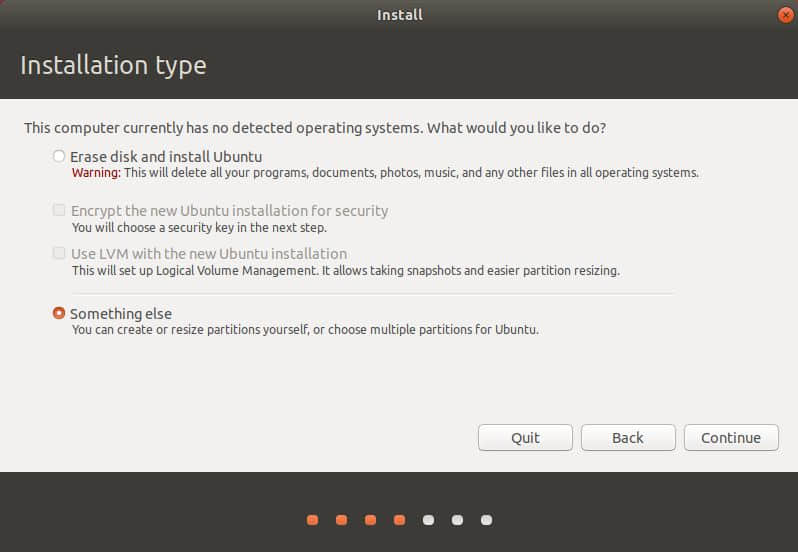 Install
Installation type
This computer currently has no detected operating systems. What would you like to do?
Erase disk and install Ubuntu
Warning: This will delete all your programs, documents, photos, music, and any other files in all operating systems.
Encrypt the new Ubuntu installation for security
You will choose a security key in the next step.
Use LVM with the new Ubuntu installation
This will set up Logical Volume Management. It allows taking snapshots and easier partition resizing.
Something else
You can create or resize partitions yourself, or choose multiple partitions for Ubuntu.
Quit Back Continue